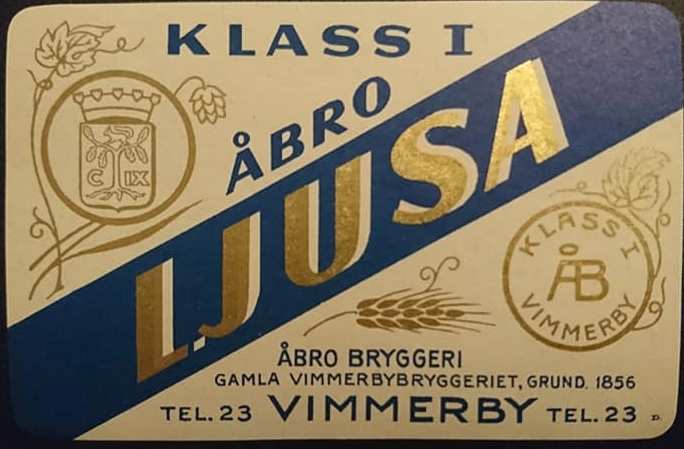 KLASS I
C IX
ÅBRO
LJUSA
KLASS I
ÅB
VIMMERBY
ÅBRO BRYGGERI
GAMLA VIMMERBYBRYGGERIET, GRUND. 1856
TEL. 23 VIMMERBY TEL. 23 D.